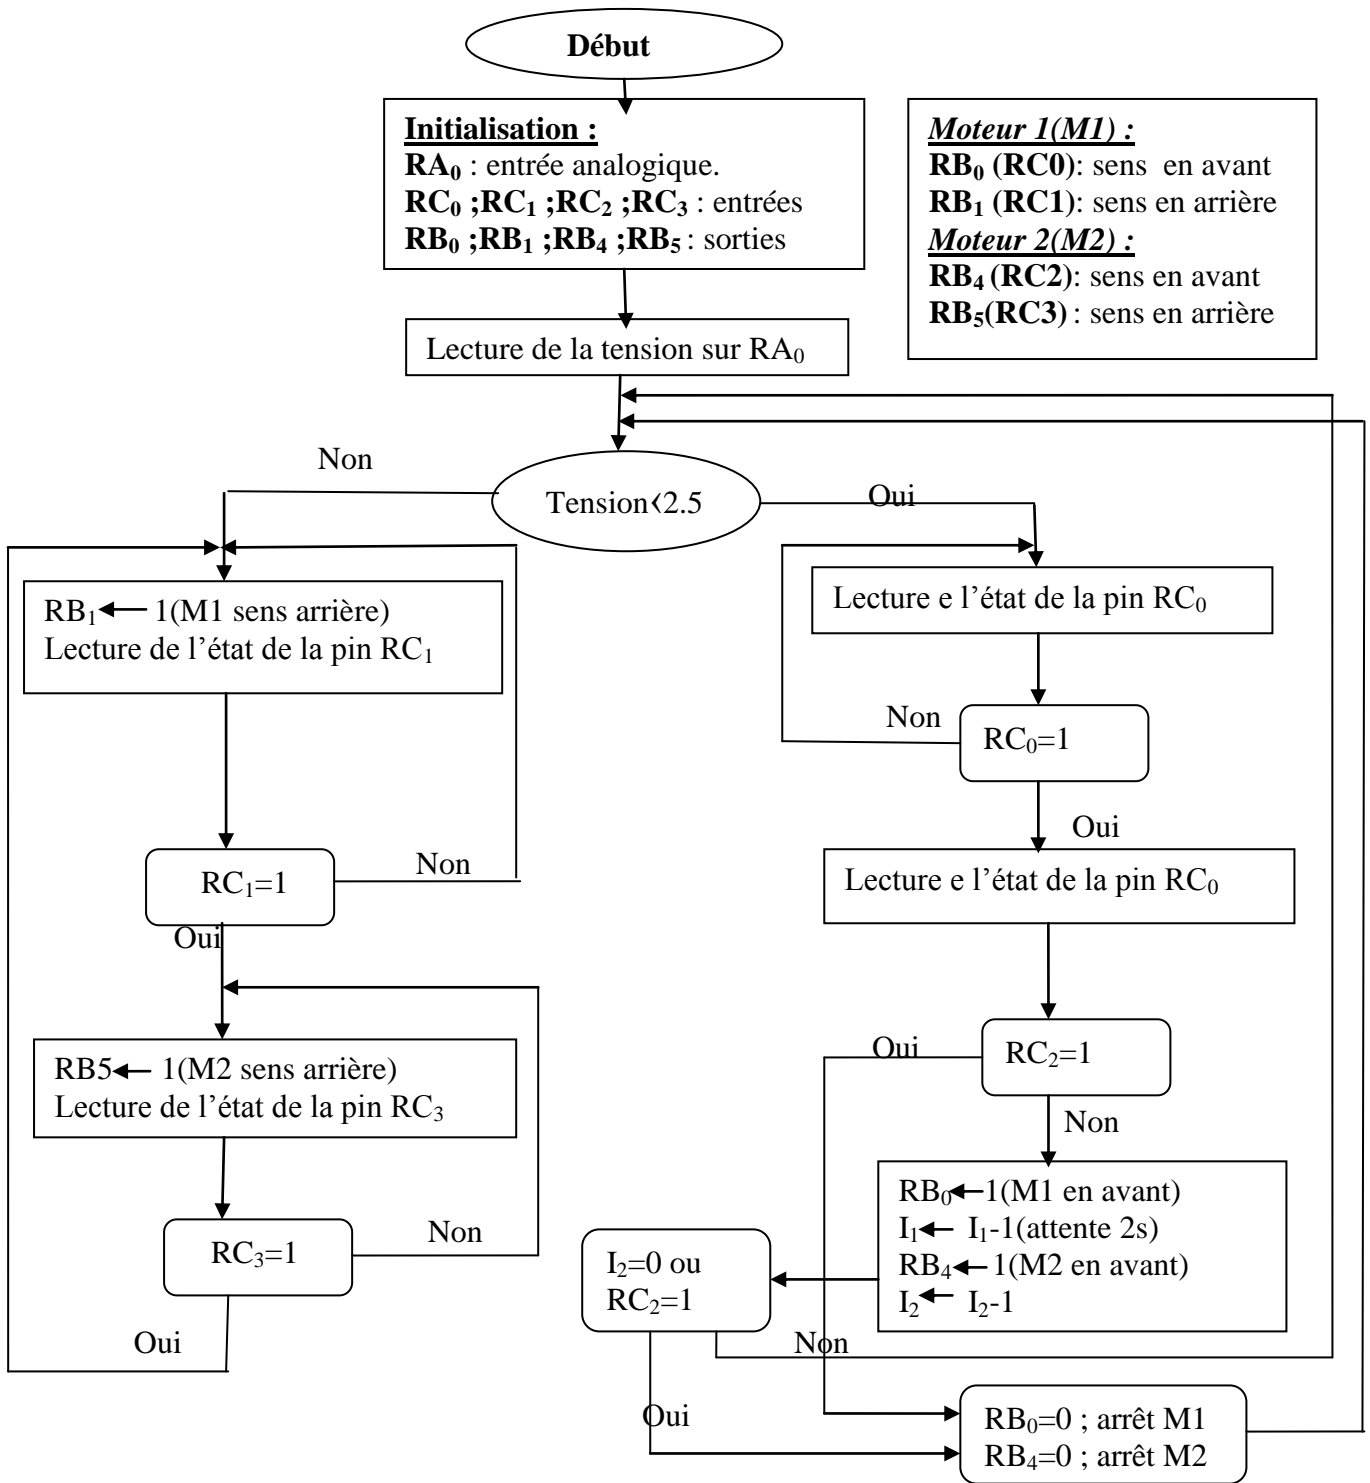 Début
Initialisation :
RA₀ : entrée analogique.
RC₀ ;RC₁ ;RC₂ ;RC₃ : entrées
RB₀ ;RB₁ ;RB₄ ;RB₅ : sorties
Moteur 1(M1) :
RB₀ (RC0): sens en avant
RB₁ (RC1): sens en arrière
Moteur 2(M2) :
RB₄ (RC2): sens en avant
RB₅(RC3) : sens en arrière
Lecture de la tension sur RA₀
Non
Tension‹2.5
Oui
RB₁← 1(M1 sens arrière)
Lecture de l’état de la pin RC₁
Lecture e l’état de la pin RC₀
Non
RC₀=1
Oui
RC₁=1
Non
Oui
Lecture e l’état de la pin RC₀
RB5← 1(M2 sens arrière)
Lecture de l’état de la pin RC₃
Oui
RC₂=1
Non
RC₃=1
Non
Oui
RB₀←1(M1 en avant)
I₁← I₁-1(attente 2s)
RB₄←1(M2 en avant)
I₂← I₂-1
I₂=0 ou
RC₂=1
Non
Oui
RB₀=0 ; arrêt M1
RB₄=0 ; arrêt M2